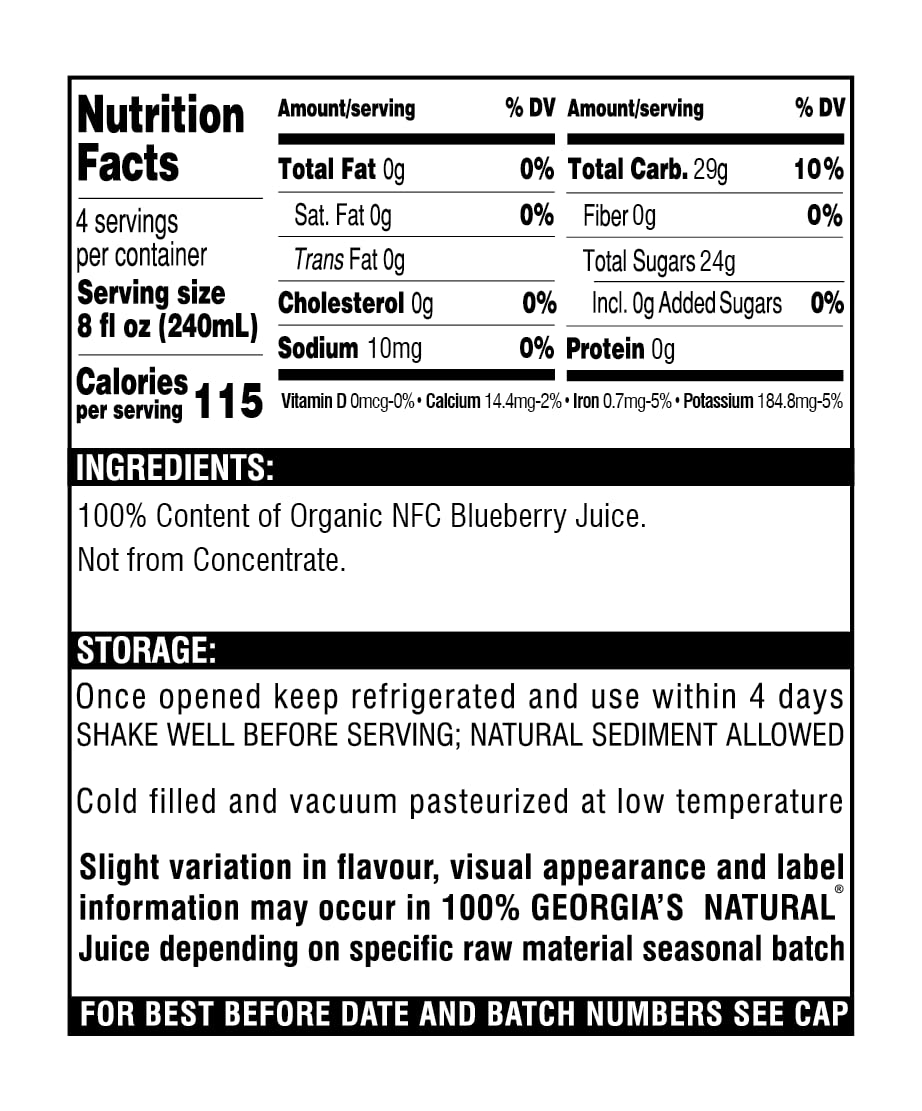 Nutrition
Facts
4 servings
per container
Serving size
8 fl oz (240mL)
Calories
per serving 115
Amount/serving % DV
Total Fat 0g 0%
Sat. Fat 0g 0%
Trans Fat 0g
Cholesterol 0g 0%
Sodium 10mg 0%
Amount/serving % DV
Total Carb. 29g 10%
Fiber 0g 0%
Total Sugars 24g
Incl. 0g Added Sugars 0%
Protein 0g
Vitamin D 0mcg-0% • Calcium 14.4mg-2% • Iron 0.7mg-5% • Potassium 184.8mg-5%
INGREDIENTS:
100% Content of Organic NFC Blueberry Juice.
Not from Concentrate.
STORAGE:
Once opened keep refrigerated and use within 4 days
SHAKE WELL BEFORE SERVING; NATURAL SEDIMENT ALLOWED
Cold filled and vacuum pasteurized at low temperature
Slight variation in flavour, visual appearance and label
information may occur in 100% GEORGIA'S NATURAL®
Juice depending on specific raw material seasonal batch
FOR BEST BEFORE DATE AND BATCH NUMBERS SEE CAP